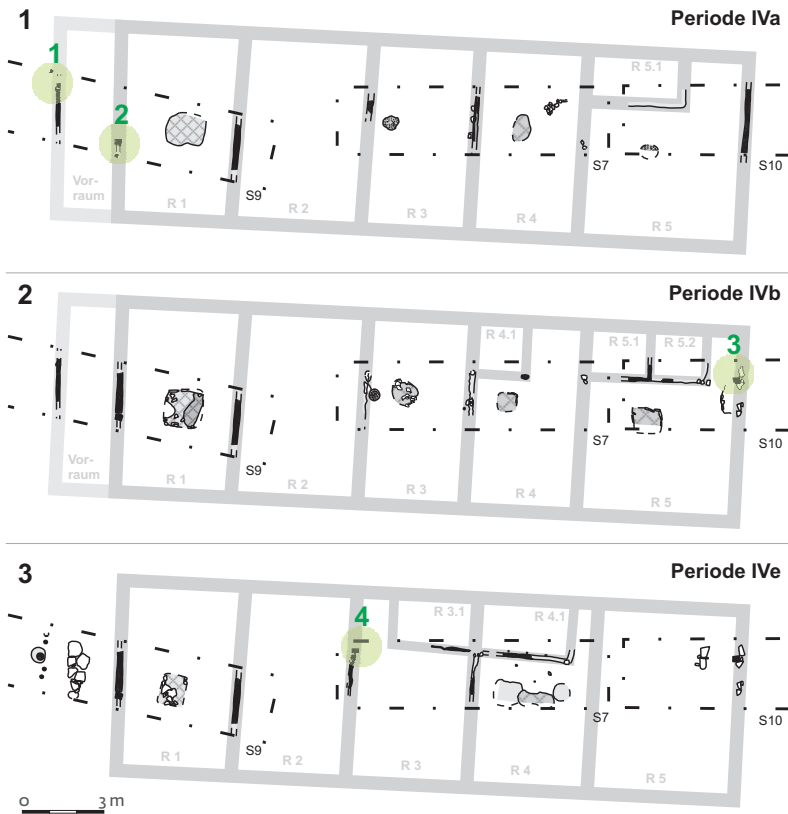 1
Periode IVa
1
2
R 5.1
Vor-
raum
R 1
S9
R 2
R 3
R 4
S7
R 5
S10
2
Periode IVb
R 4.1
R 5.1
R 5.2
3
Vor-
raum
R 1
S9
R 2
R 3
R 4
S7
R 5
S10
3
Periode IVe
4
R 3.1
R 4.1
R 1
S9
R 2
R 3
R 4
S7
R 5
S10
0 3 m